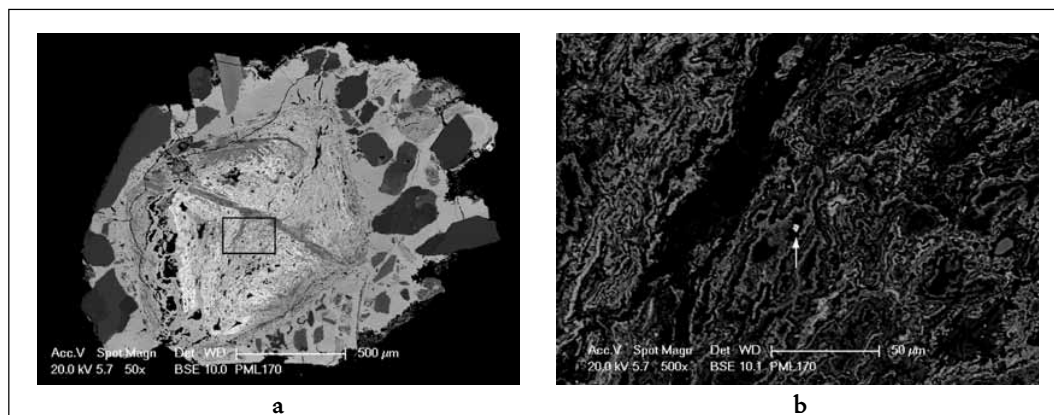 Acc.V Spot Magn Det WD 500 µm
20.0 kV 5.7 50x BSE 10.0 PML170
a
Acc.V Spot Magn Det WD 50 µm
20.0 kV 5.7 500x BSE 10.1 PML170
b